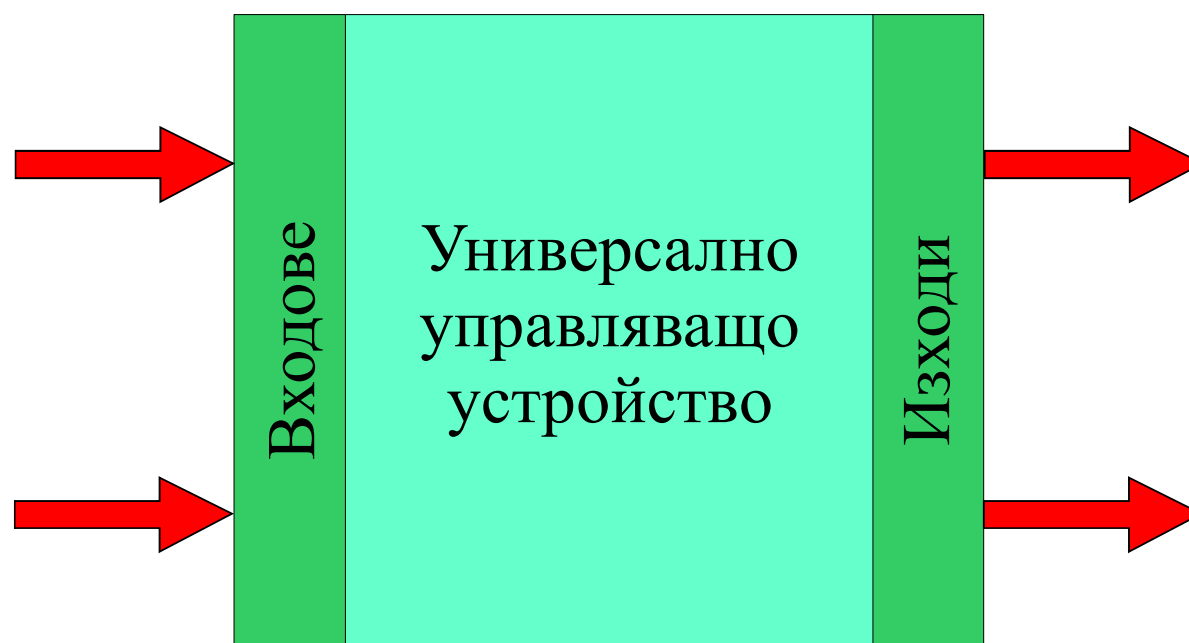 Входове
Универсално
управляващо
устройство
Изходи